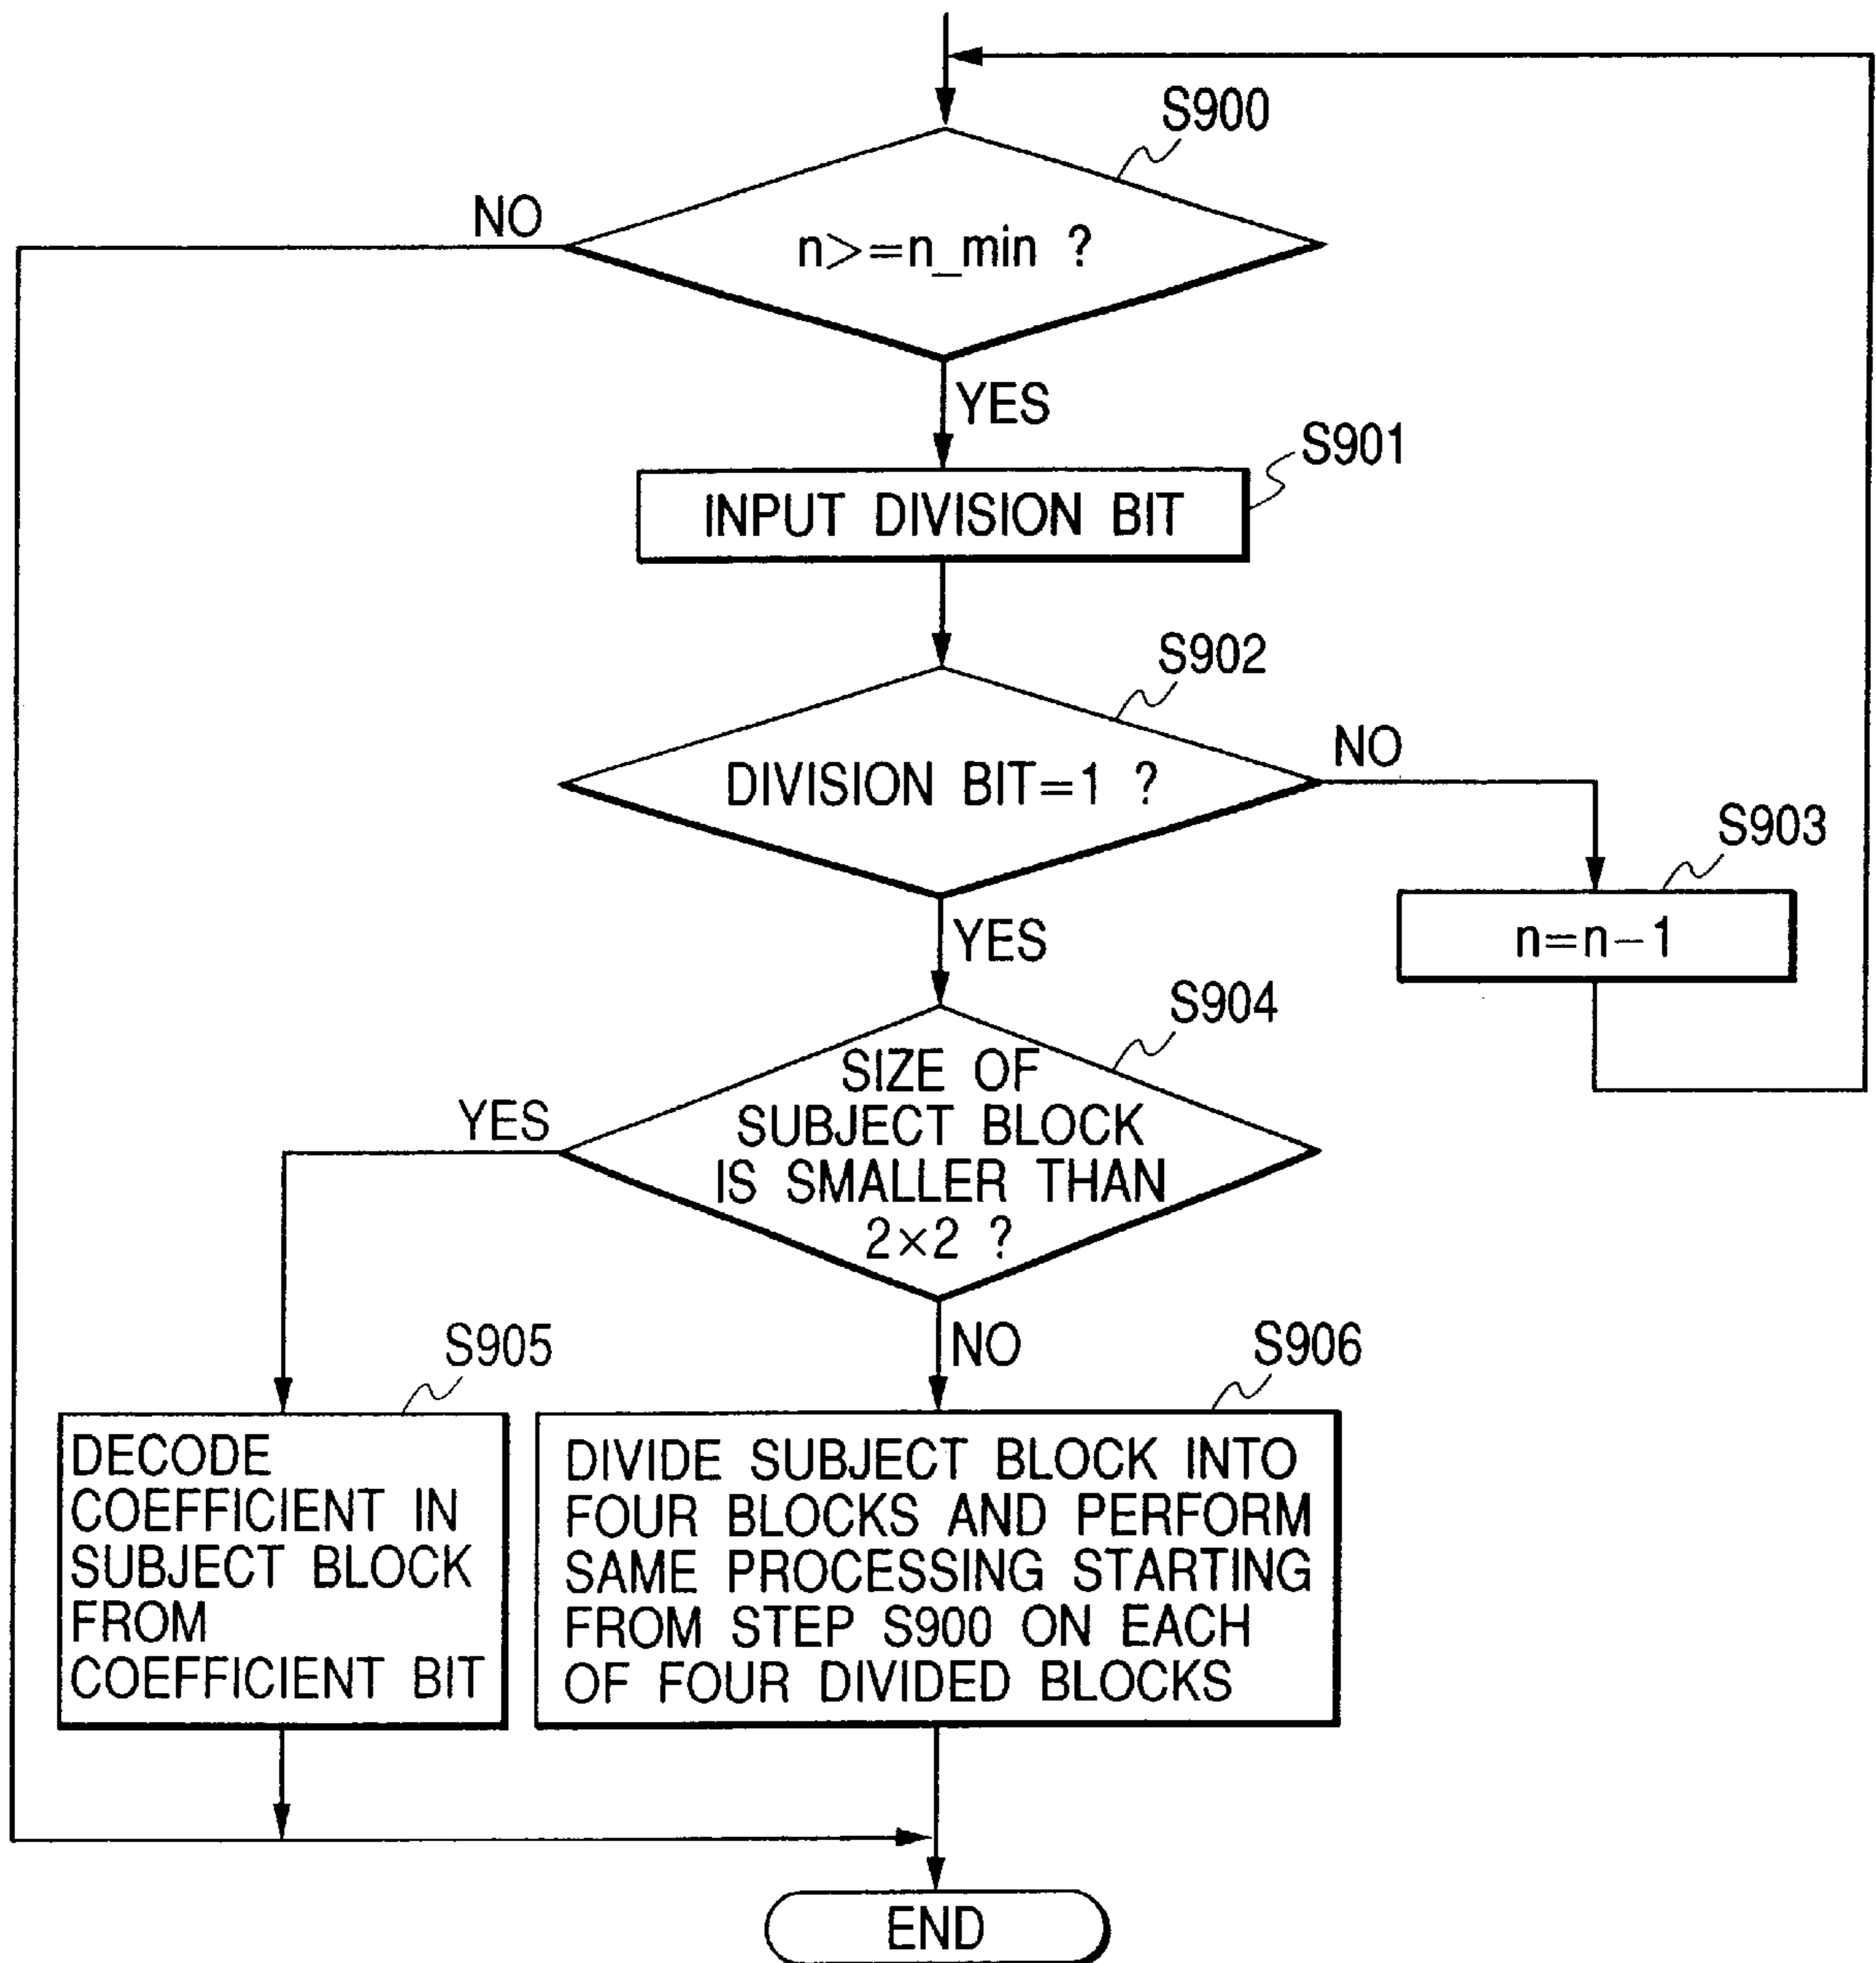 S900
NO
n>=n_min ?
YES
S901
INPUT DIVISION BIT
S902
NO
DIVISION BIT=1 ?
S903
YES
n=n-1
S904
SIZE OF
YES
SUBJECT BLOCK
IS SMALLER THAN
2×2 ?
S905
NO
S906
DECODE
COEFFICIENT IN
SUBJECT BLOCK
FROM
COEFFICIENT BIT
DIVIDE SUBJECT BLOCK INTO
FOUR BLOCKS AND PERFORM
SAME PROCESSING STARTING
FROM STEP S900 ON EACH
OF FOUR DIVIDED BLOCKS
END